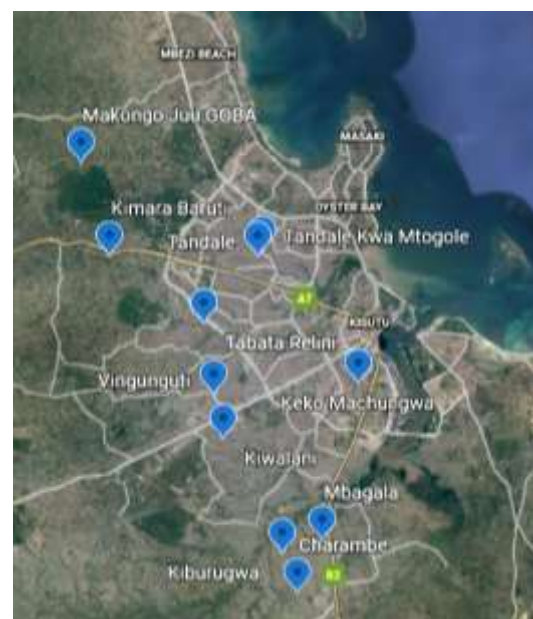 MBEZI BEACH
Makongo Juu GOBA
MASAKI
Kimara Baruti
OYSTER BAY
Tandale
Tandale Kwa Mtogole
A7
KISUTU
Tabata Relini
Vingunguti
Keko Machungwa
Kiwalani
Mbagala
Charambe
Kiburugwa
B2